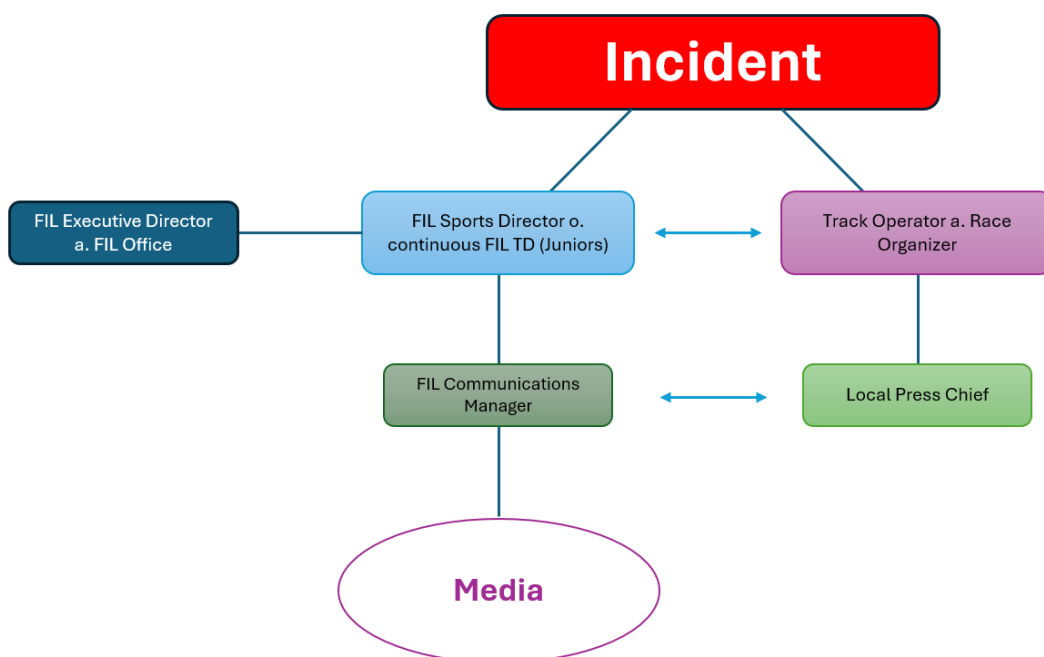 Incident
FIL Executive Director
a. FIL Office
FIL Sports Director o.
continuous FIL TD (Juniors)
Track Operator a. Race
Organizer
FIL Communications
Manager
Local Press Chief
Media